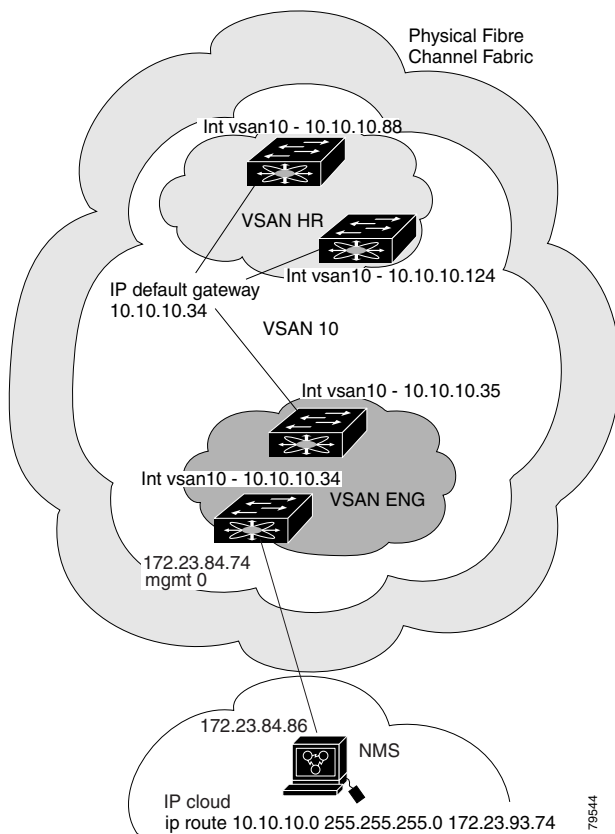 Physical Fibre
Channel Fabric
Int vsan10 - 10.10.10.88
VSAN HR
Int vsan10 - 10.10.10.124
IP default gateway
10.10.10.34
VSAN 10
Int vsan10 - 10.10.10.35
Int vsan10 - 10.10.10.34
VSAN ENG
172.23.84.74
mgmt 0
172.23.84.86
NMS
IP cloud
ip route 10.10.10.0 255.255.255.0 172.23.93.74
79544